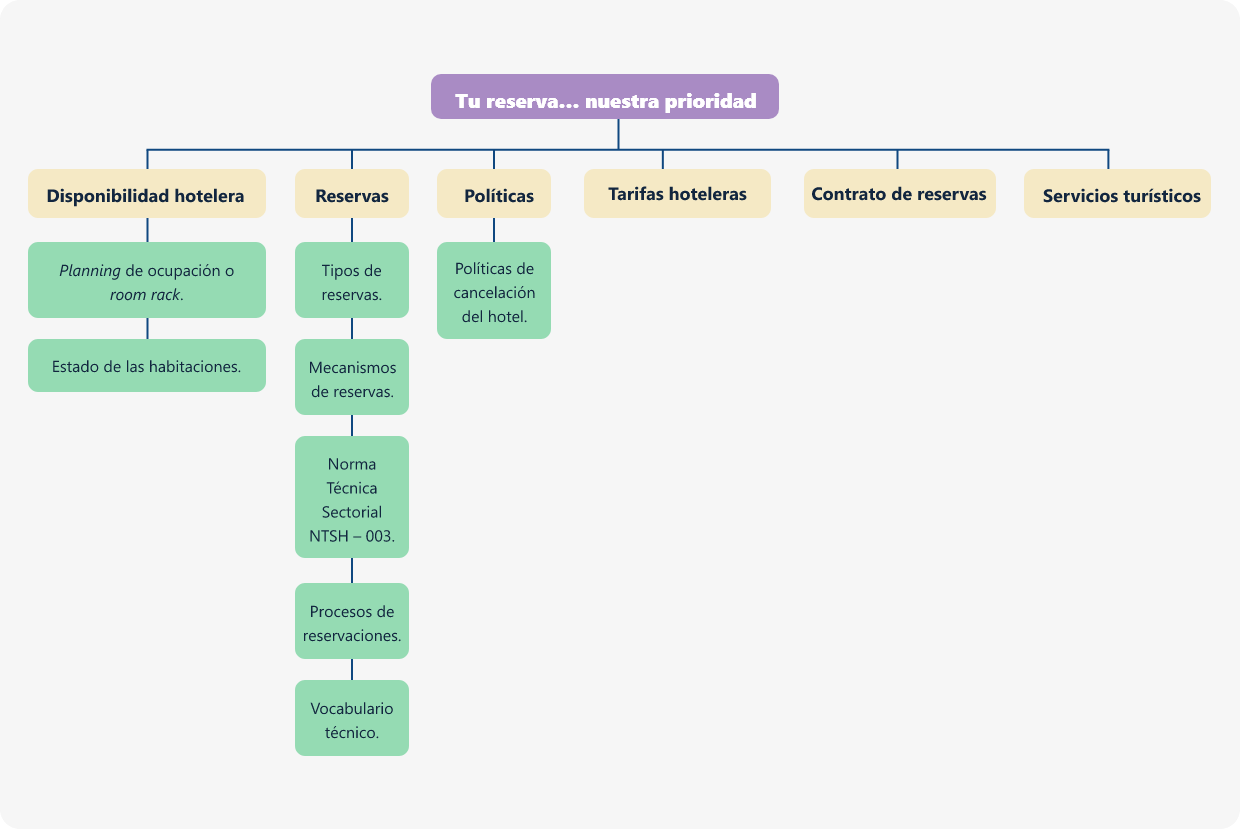 Tu reserva... nuestra prioridad
Disponibilidad hotelera
Reservas
Políticas
Tarifas hoteleras
Contrato de reservas
Servicios turísticos
Planning de ocupación o
room rack.
Estado de las habitaciones.
Tipos de
reservas.
Mecanismos
de reservas.
Norma
Técnica
Sectorial
NTSH – 003.
Procesos de
reservaciones.
Vocabulario
técnico.
Políticas de
cancelación
del hotel.